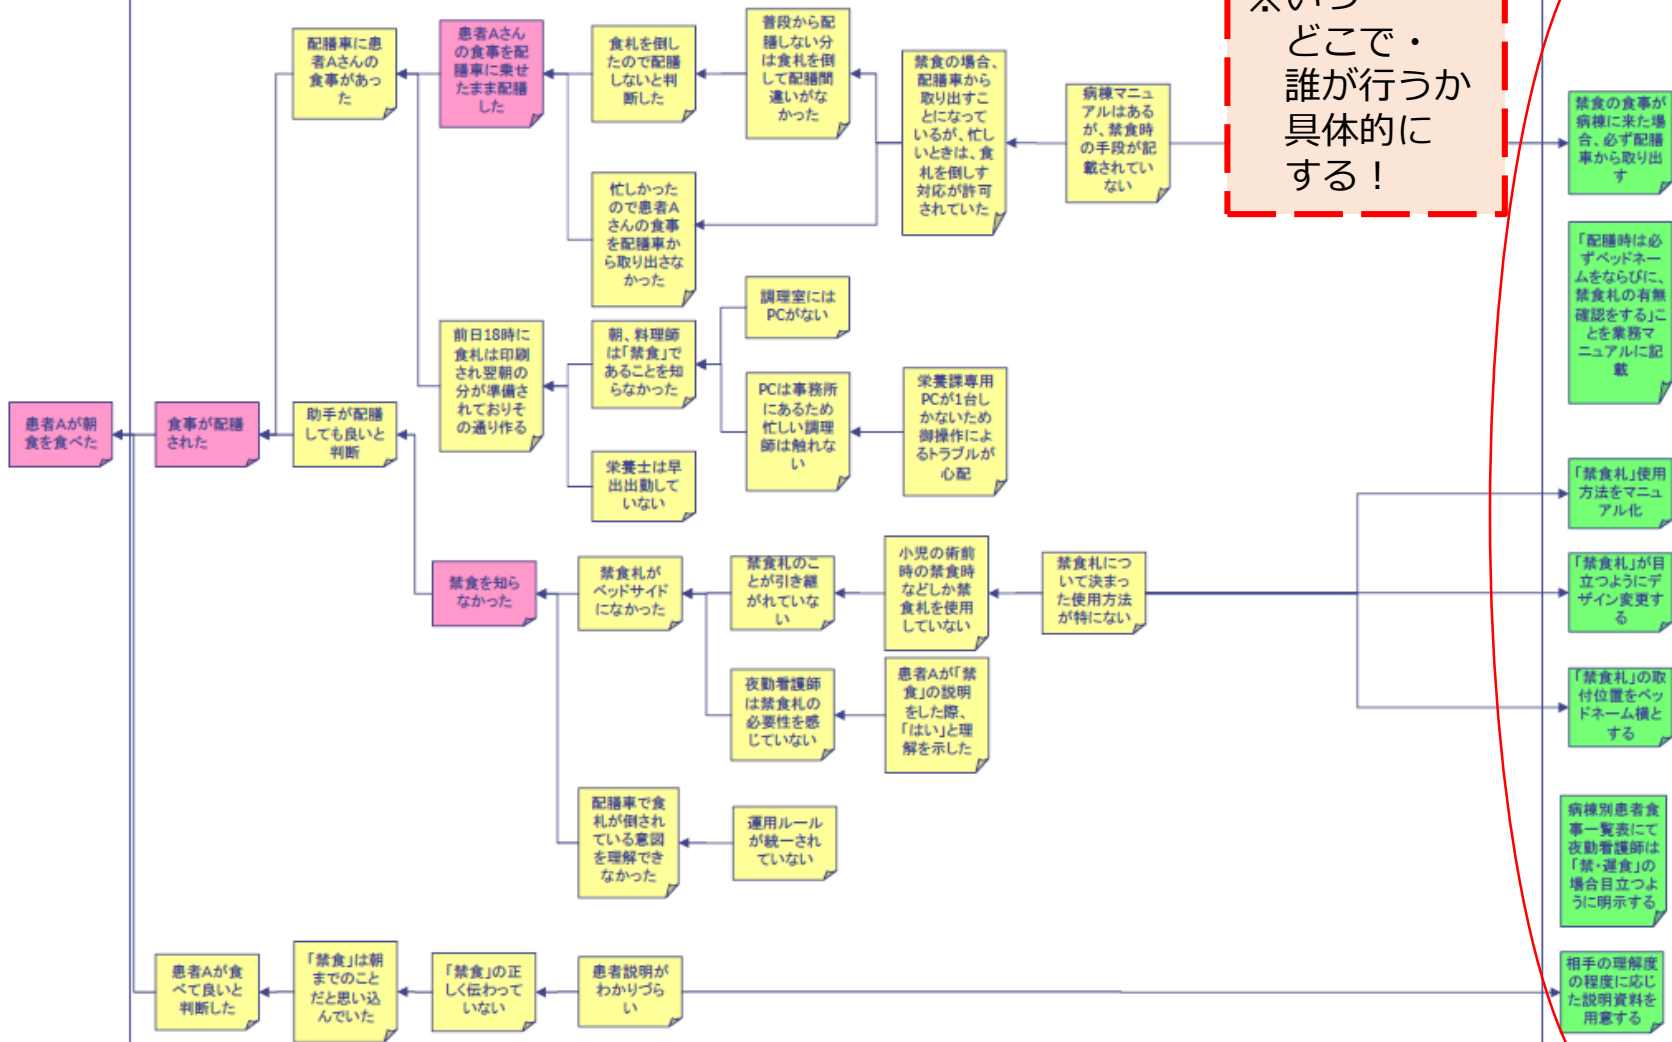 ※いつ
どこで・
誰が行うか
具体的に
する！
配膳車に患
者Aさんの
食事があっ
た
患者Aさん
の食事を配
膳車に乗せ
たまま配膳
した
食札を倒し
たので配膳
しないと判
断した
普段から配
膳しない分
は食札を倒
して配膳間
違いがな
かった
禁食の場合、
配膳車から
取り出すこ
とになって
いるが、忙し
いときは、食
札を倒しす
対応が許可
されていた
病棟マニュ
アルはある
が、禁食時
の手段が記
載されてい
ない
禁食の食事が
病棟に来た場
合、必ず配膳
車から取り出
す
忙しかった
ので患者A
さんの食事
を配膳車か
ら取り出さな
かった
「配膳時は必
ずベッドネー
ムをならびに、
禁食札の有無
確認をする」こ
とを業務マ
ニュアルに記
載
前日18時に
食札は印刷
され翌朝の
分が準備さ
れておりそ
の通り作る
朝、料理師
は「禁食」で
あることを知
らなかった
調理室には
PCがない
PCは事務所
にあるため
忙しい調理
師は触れな
い
栄養課専用
PCが1台し
かないため
御操作によ
るトラブルが
心配
栄養士は早
出出勤して
いない
患者Aが朝
食を食べた
食事が配膳
された
助手が配膳
しても良いと
判断
禁食を知ら
なかった
禁食札が
ベッドサイド
になかった
禁食札のこ
とが引き継
がれていな
い
小児の術前
時の禁食時
などしか禁
食札を使用
していない
禁食札につ
いて決まっ
た使用方法
が特にない
「禁食札」使用
方法をマニュ
アル化
「禁食札」が目
立つようにデ
ザイン変更す
る
「禁食札」の取
付位置をベッ
ドネーム横と
する
夜勤看護師
は禁食札の
必要性を感
じていない
患者Aが「禁
食」の説明
をした際、
「はい」と理
解を示した
配膳車で食
札が倒され
ている意図
を理解でき
なかった
運用ルール
が統一され
ていない
病棟別患者食
事一覧表にて
夜勤看護師は
「禁・遅食」の
場合目立つよ
うに明示する
患者Aが食
べて良いと
判断した
「禁食」は朝
までのこと
だと思い込
んでいた
「禁食」の正
しく伝わって
いない
患者説明が
わかりづら
い
相手の理解度
の程度に応じ
た説明資料を
用意する